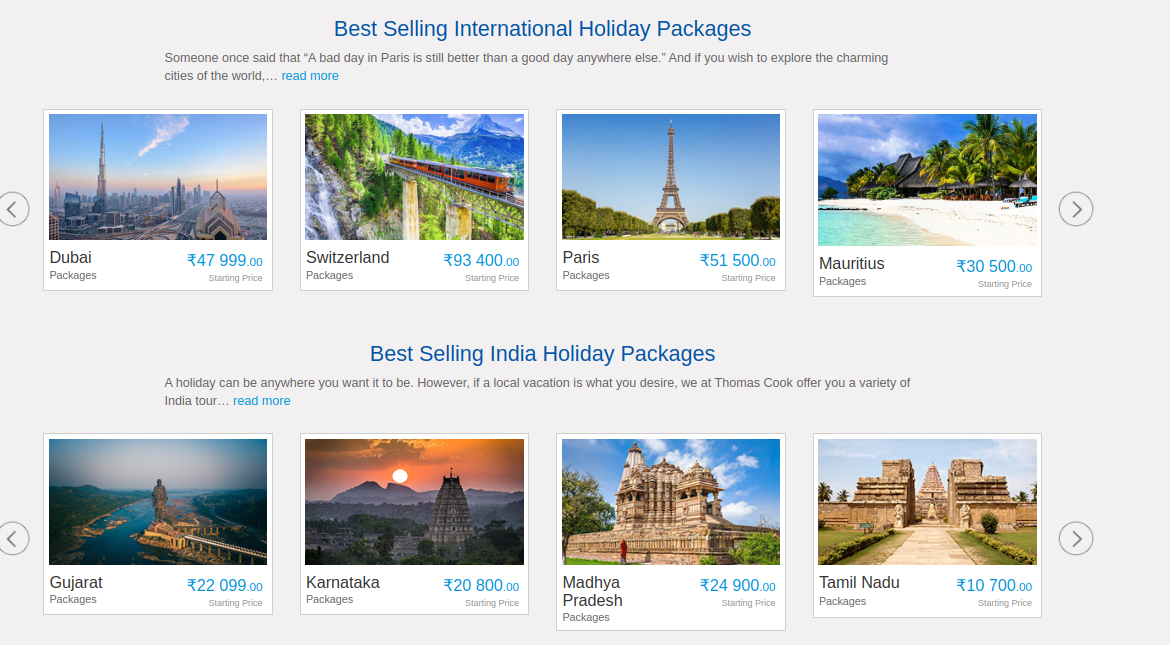 Best Selling International Holiday Packages
Someone once said that “A bad day in Paris is still better than a good day anywhere else.” And if you wish to explore the charming
cities of the world,… read more
Dubai
Packages
₹47 999.00
Starting Price
Switzerland
Packages
₹93 400.00
Starting Price
Paris
Packages
₹51 500.00
Starting Price
Mauritius
Packages
₹30 500.00
Starting Price
Best Selling India Holiday Packages
A holiday can be anywhere you want it to be. However, if a local vacation is what you desire, we at Thomas Cook offer you a variety of
India tour… read more
Gujarat
Packages
₹22 099.00
Starting Price
Karnataka
Packages
₹20 800.00
Starting Price
Madhya
Pradesh
Packages
₹24 900.00
Starting Price
Tamil Nadu
Packages
₹10 700.00
Starting Price